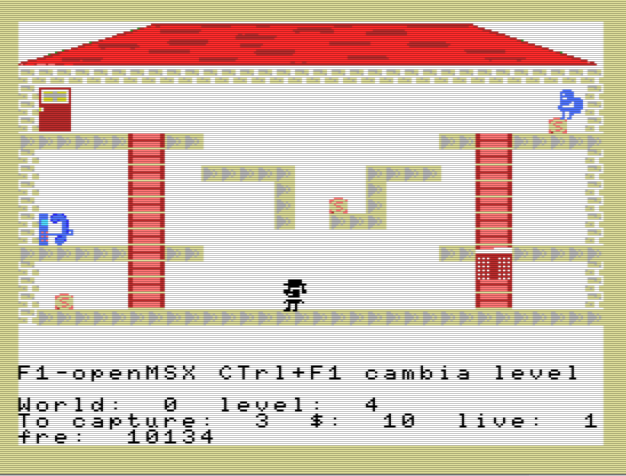 F1-openMSX CTrl+F1 cambia level
World: 0 level: 4
To capture: 3 $: 10 live: 1
fre: 10134